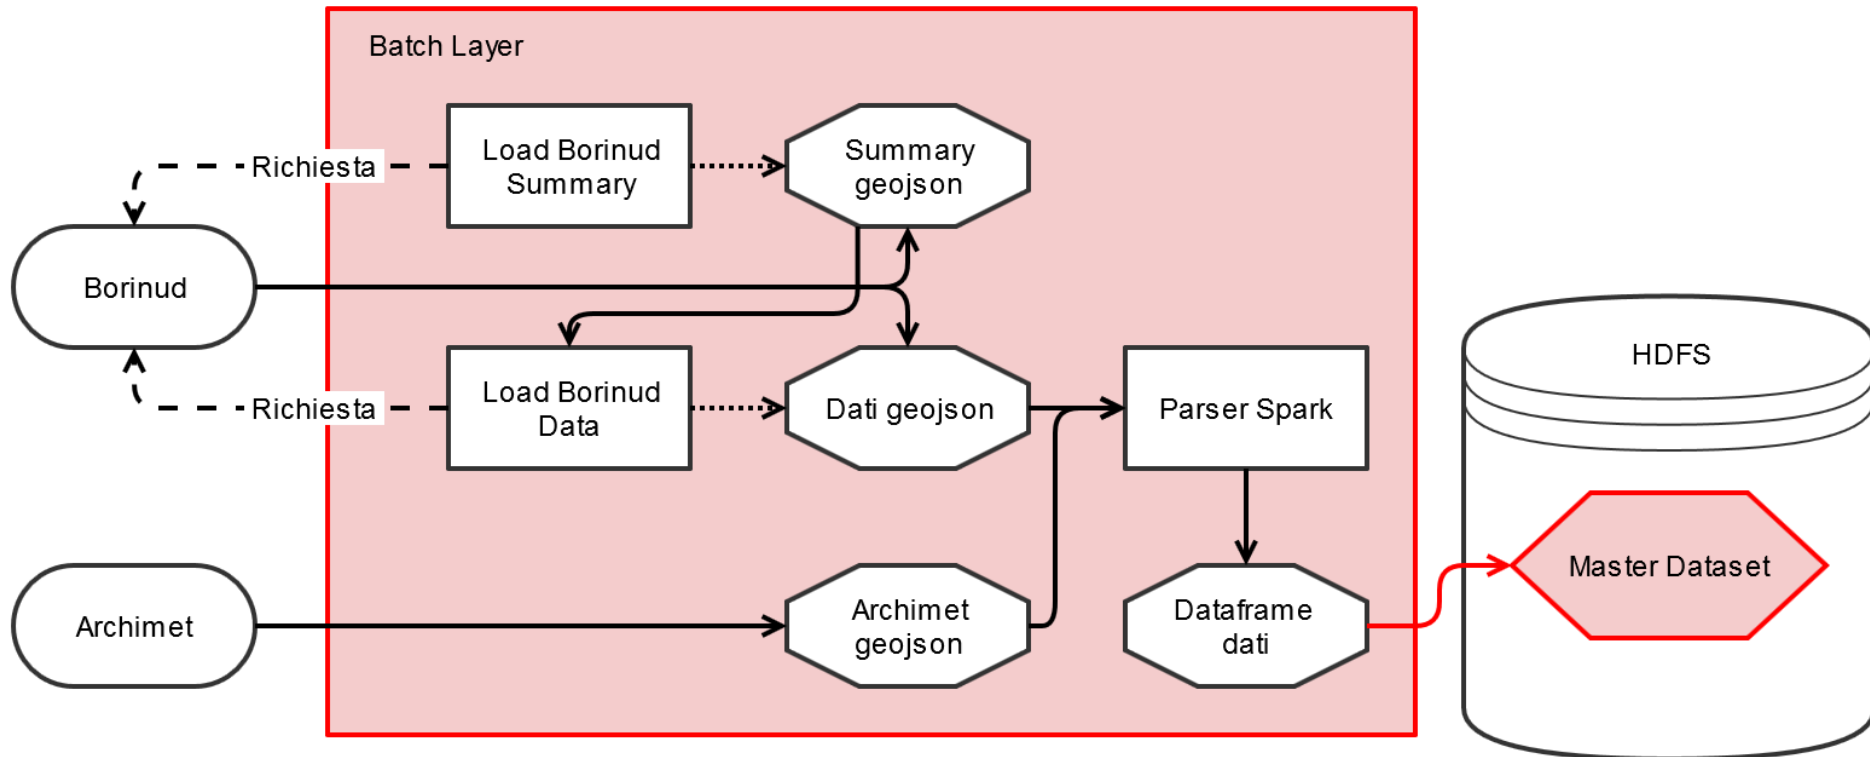 Batch Layer
Richiesta
Load Borinud
Summary
Summary
geojson
Borinud
HDFS
Richiesta
Load Borinud
Data
Dati geojson
Parser Spark
Master Dataset
Archimet
Archimet
geojson
Dataframe
dati